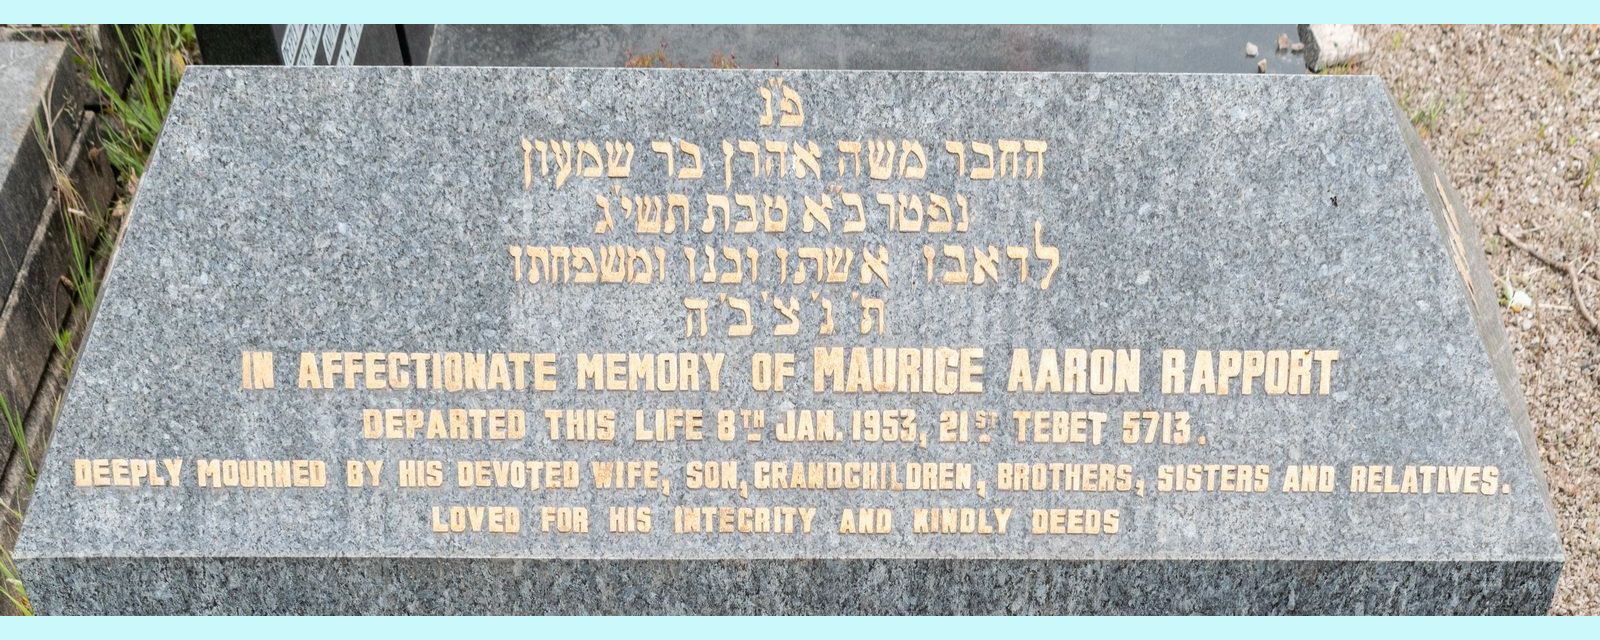 פ"נ
החבר משה אהרן בר שמעון
נפטר כ"א טבת תשי"ג
לדאבון אשתו ובנו ומשפחתו
ת' נ' צ' ב' ה'
IN AFFECTIONATE MEMORY OF MAURICE AARON RAPPORT
DEPARTED THIS LIFE 8TH JAN. 1953, 21ST TEBET 5713.
DEEPLY MOURNED BY HIS DEVOTED WIFE, SON, GRANDCHILDREN, BROTHERS, SISTERS AND RELATIVES.
LOVED FOR HIS INTEGRITY AND KINDLY DEEDS